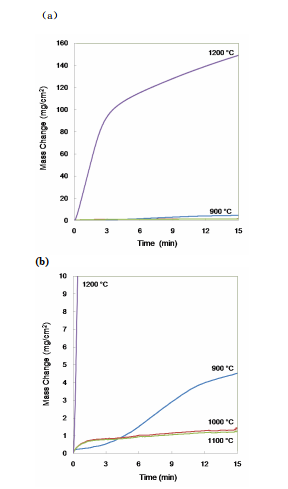 (a)
160
140
120
100
80
60
40
20
0
Mass Change (mg/cm²)
1200 °C
900 °C
0 3 6 9 12 15
Time (min)
(b)
10
9
8
7
6
5
4
3
2
1
0
Mass Change (mg/cm²)
1200 °C
900 °C
1000 °C
1100 °C
0 3 6 9 12 15
Time (min)